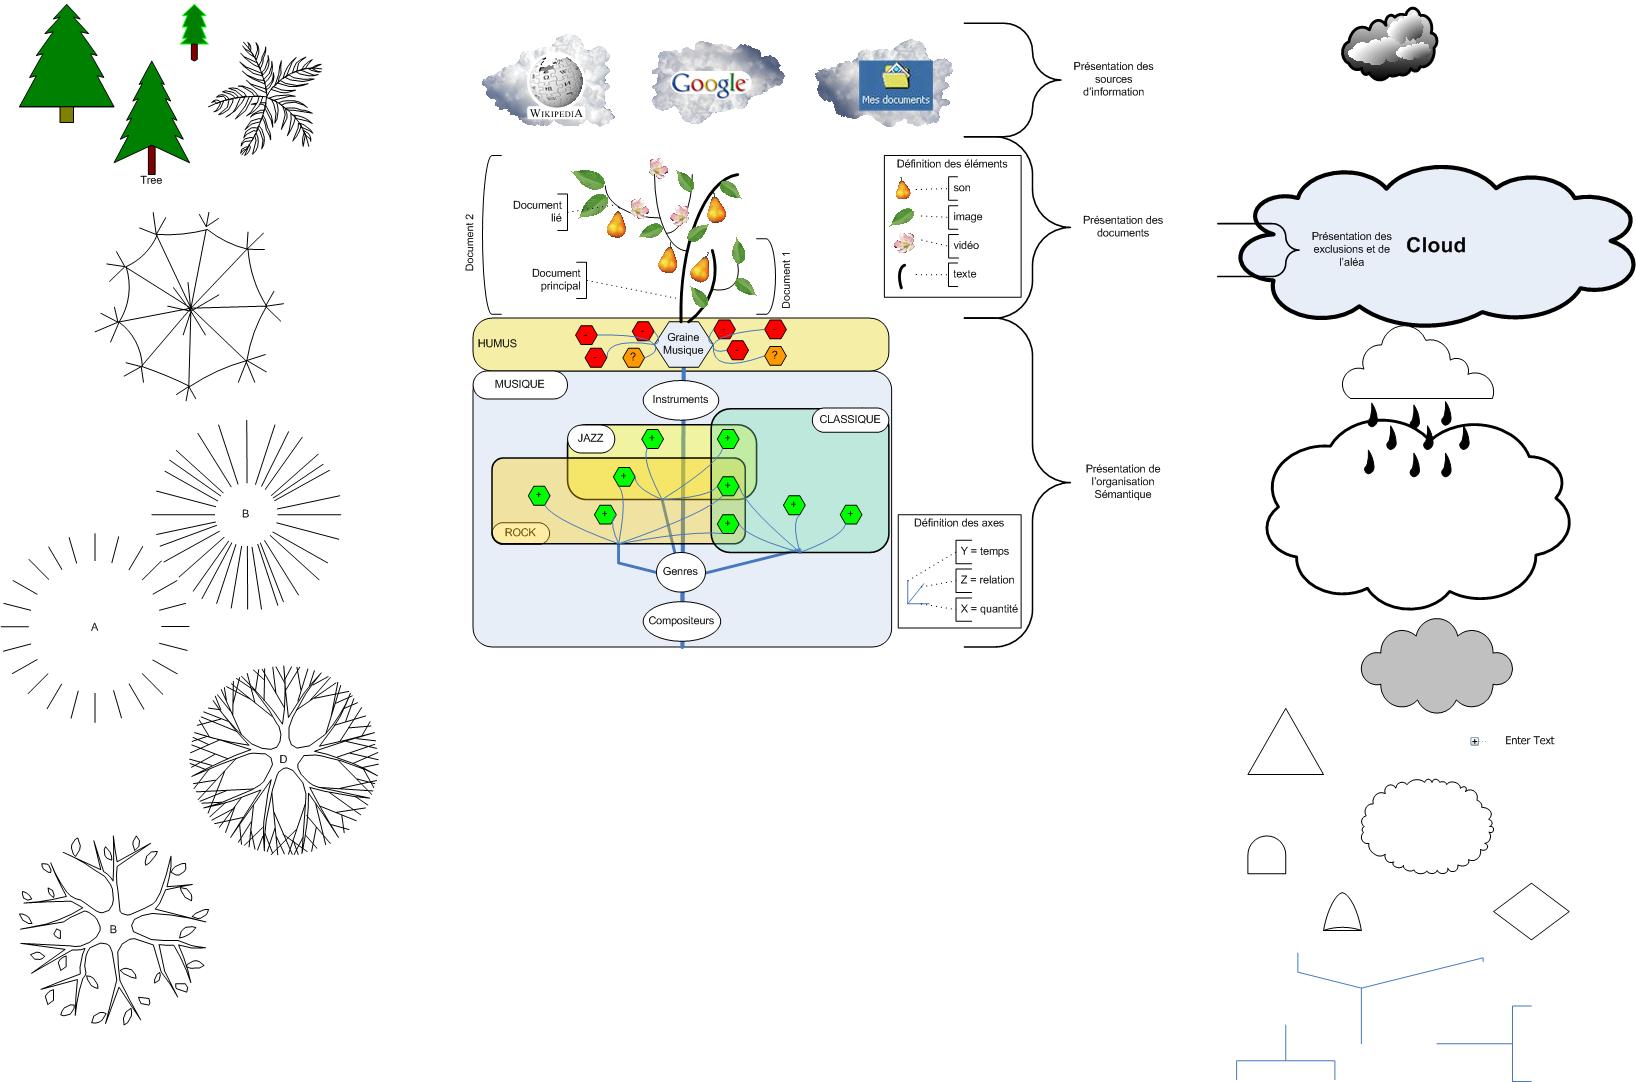 Tree
B
A
D
B
WIKIPEDIA
Google
Mes documents
Présentation des
sources
d'information
Document 2
Document
lié
Document
principal
Document 1
Définition des éléments
son
image
vidéo
texte
Présentation des
documents
HUMUS
-
-
-
?
Graine
Musique
-
-
-
?
MUSIQUE
Instruments
CLASSIQUE
JAZZ
+
+
+
+
+
+
+
+
+
ROCK
Genres
Compositeurs
Présentation de
l'organisation
Sémantique
Définition des axes
Y = temps
Z = relation
X = quantité
Présentation des
exclusions et de
l'aléa
Cloud
+
Enter Text